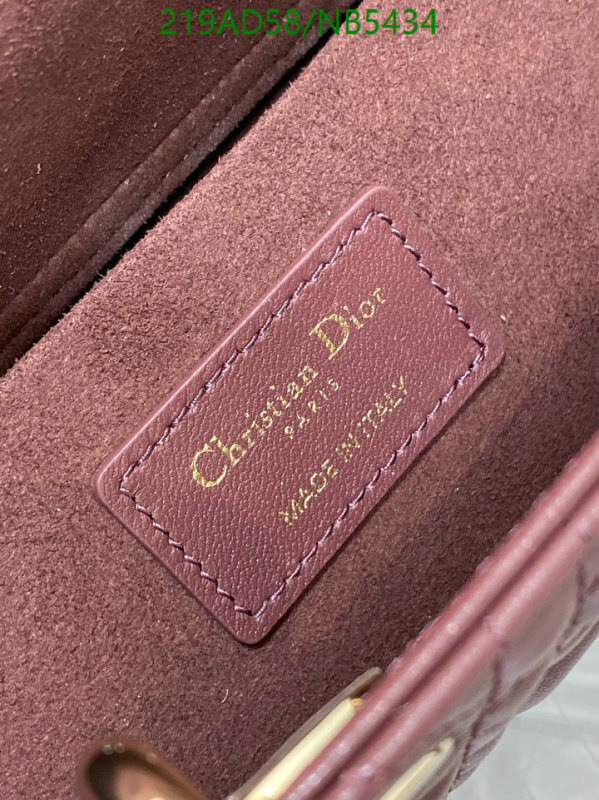 219AD58/NB5434
Christian Dior
PARIS
MADE IN ITALY